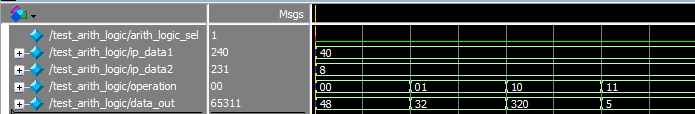 Msgs
/test_arith_logic/arith_logic_sel 1
/test_arith_logic/ip_data1 240 40
/test_arith_logic/ip_data2 231 8
/test_arith_logic/operation 00 00 01 10 11
/test_arith_logic/data_out 65311 48 32 320 5